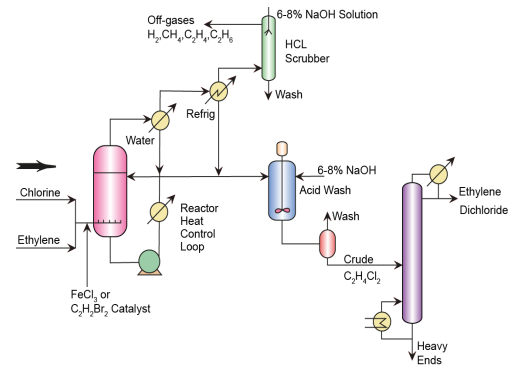 Off-gases
H₂,CH₄,C₂H₄,C₂H₆
6-8% NaOH Solution
HCL
Scrubber
Wash
Refrig
Water
Chlorine
Ethylene
FeCl₃ or
C₂H₂Br₂ Catalyst
Reactor
Heat
Control
Loop
6-8% NaOH
Acid Wash
Wash
Crude
C₂H₄Cl₂
Ethylene
Dichloride
Heavy
Ends